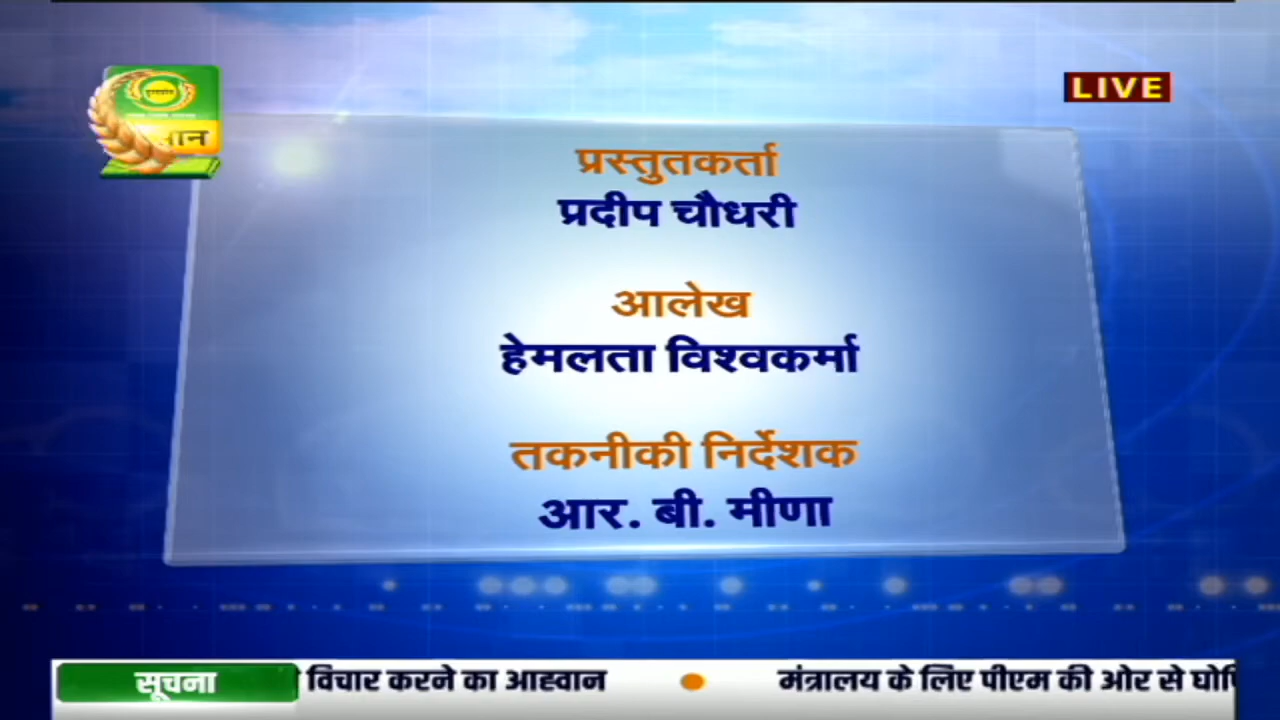 LIVE
प्रस्तुतकर्ता
प्रदीप चौधरी
आलेख
हेमलता विश्वकर्मा
तकनीकी निर्देशक
आर. बी. मीणा
सूचना विचार करने का आह्वान मंत्रालय के लिए पीएम की ओर से